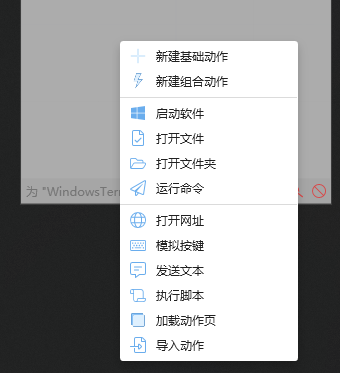 新建基础动作
新建组合动作
启动软件
打开文件
打开文件夹
运行命令
为 "WindowsTer
打开网址
模拟按键
发送文本
执行脚本
加载动作页
导入动作